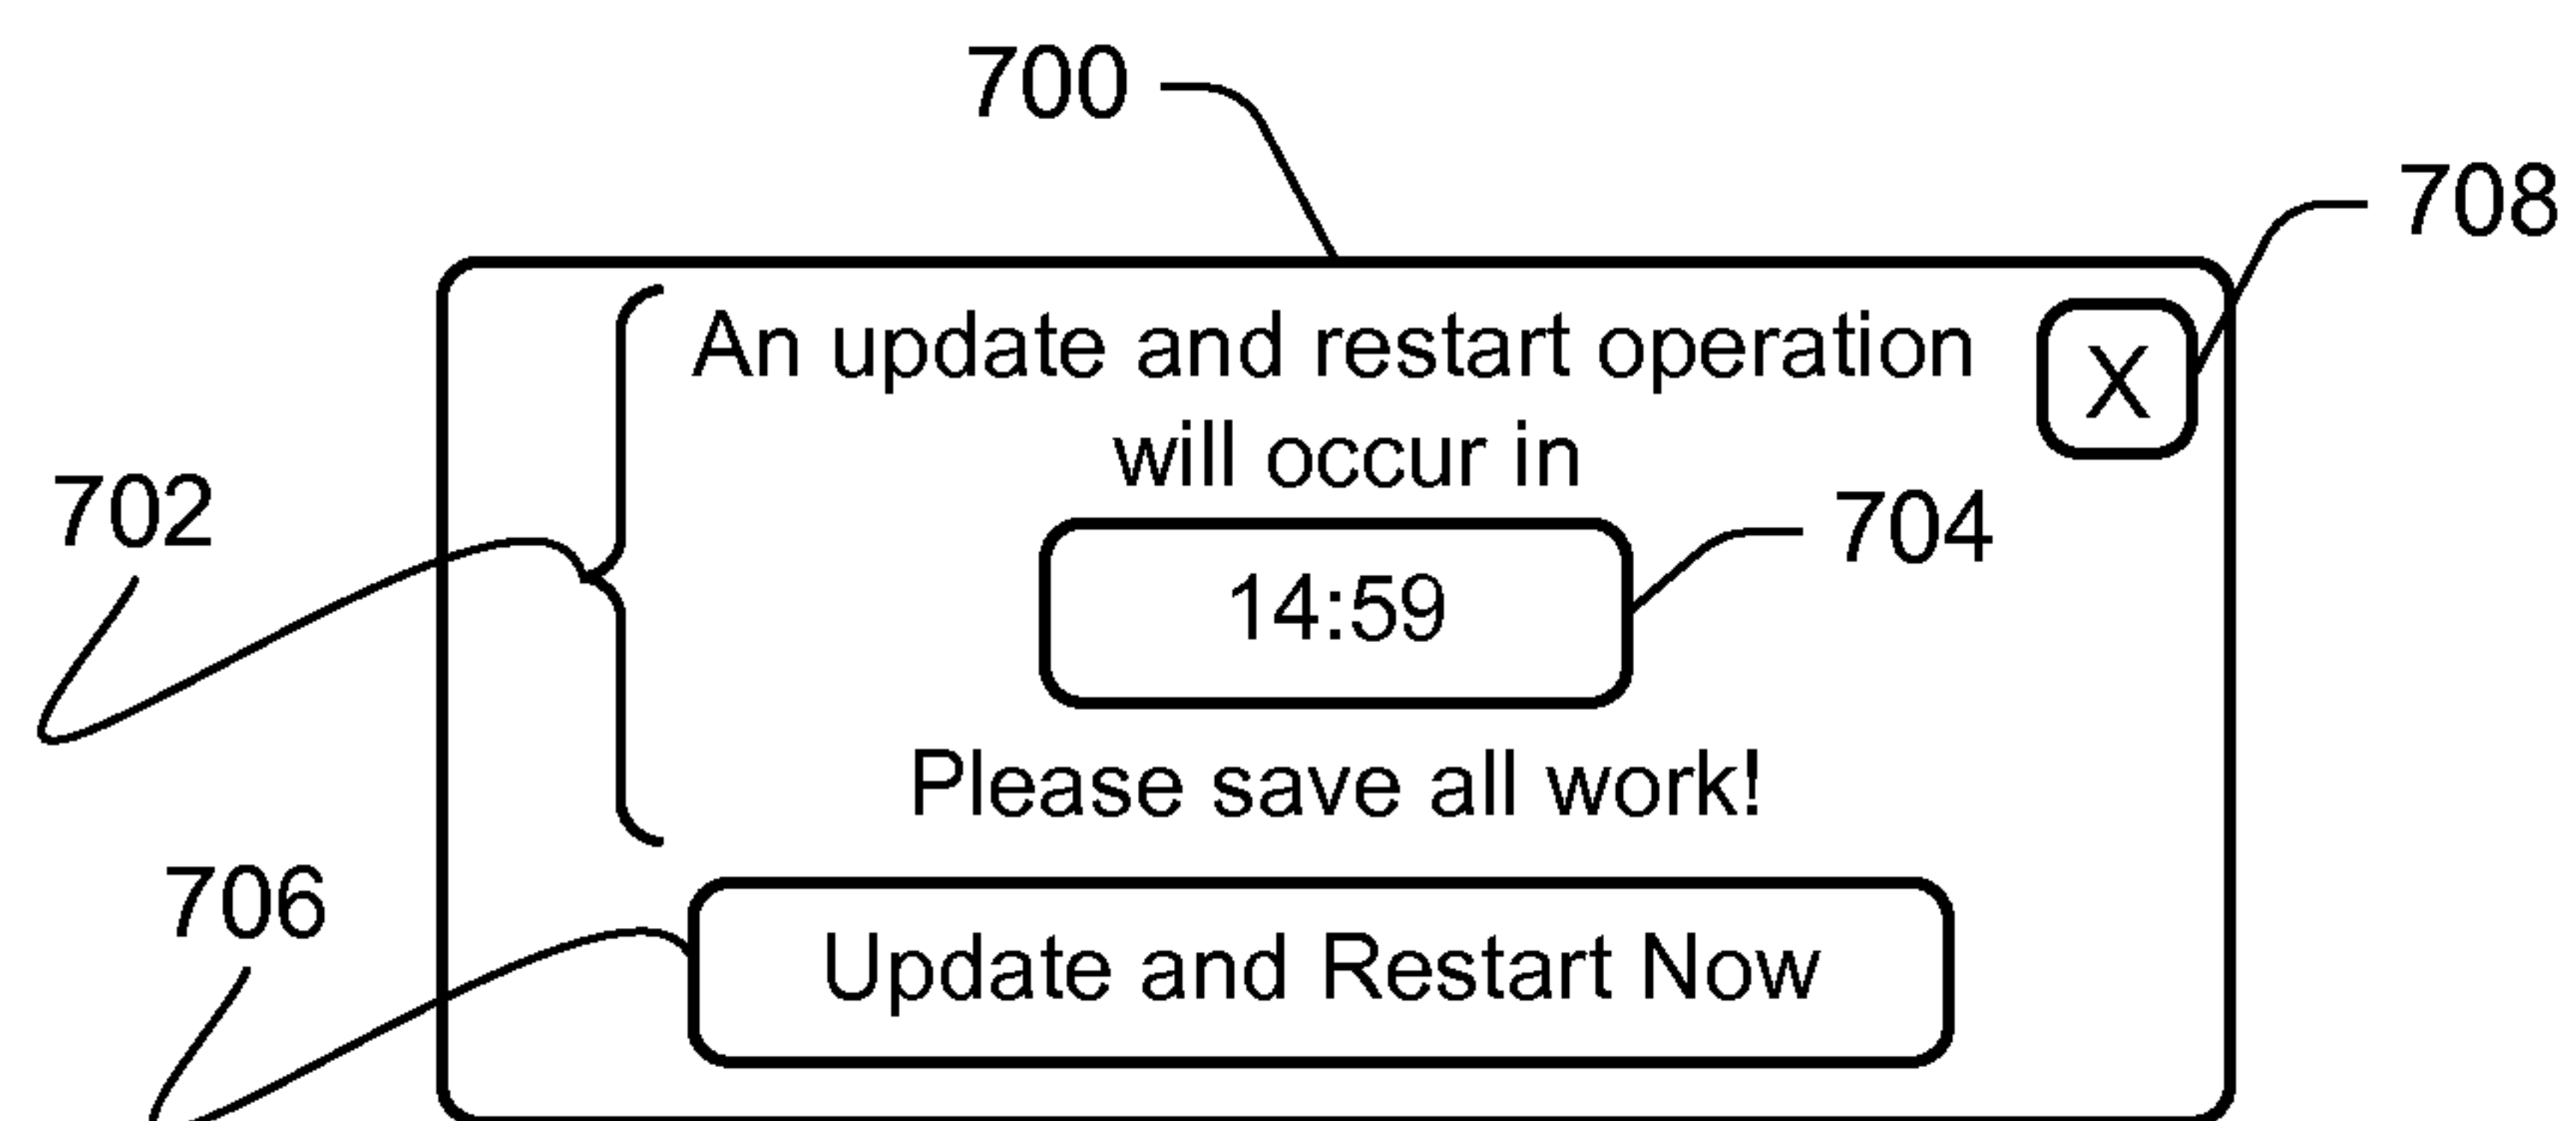 700
708
An update and restart operation
X
will occur in
702
704
14:59
Please save all work!
706
Update and Restart Now